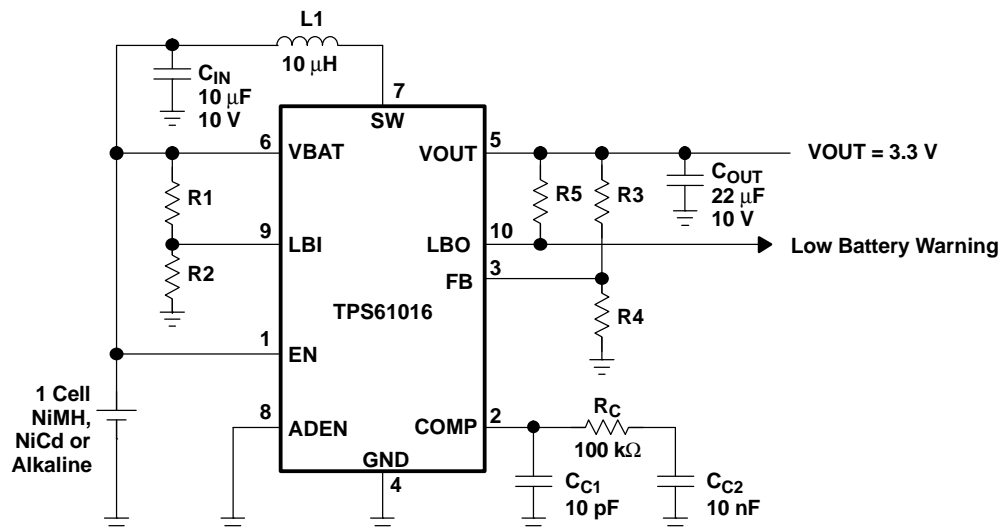 L1
10 μH
C_IN
10 μF
10 V
7
SW
6
VBAT
VOUT
5
VOUT = 3.3 V
R1
R5
R3
C_OUT
22 μF
10 V
9
LBI
LBO
10
Low Battery Warning
R2
FB
3
TPS61016
R4
1
EN
1 Cell
NiMH,
NiCd or
Alkaline
8
ADEN
COMP
2
R_C
100 kΩ
GND
4
C_C1
10 pF
C_C2
10 nF